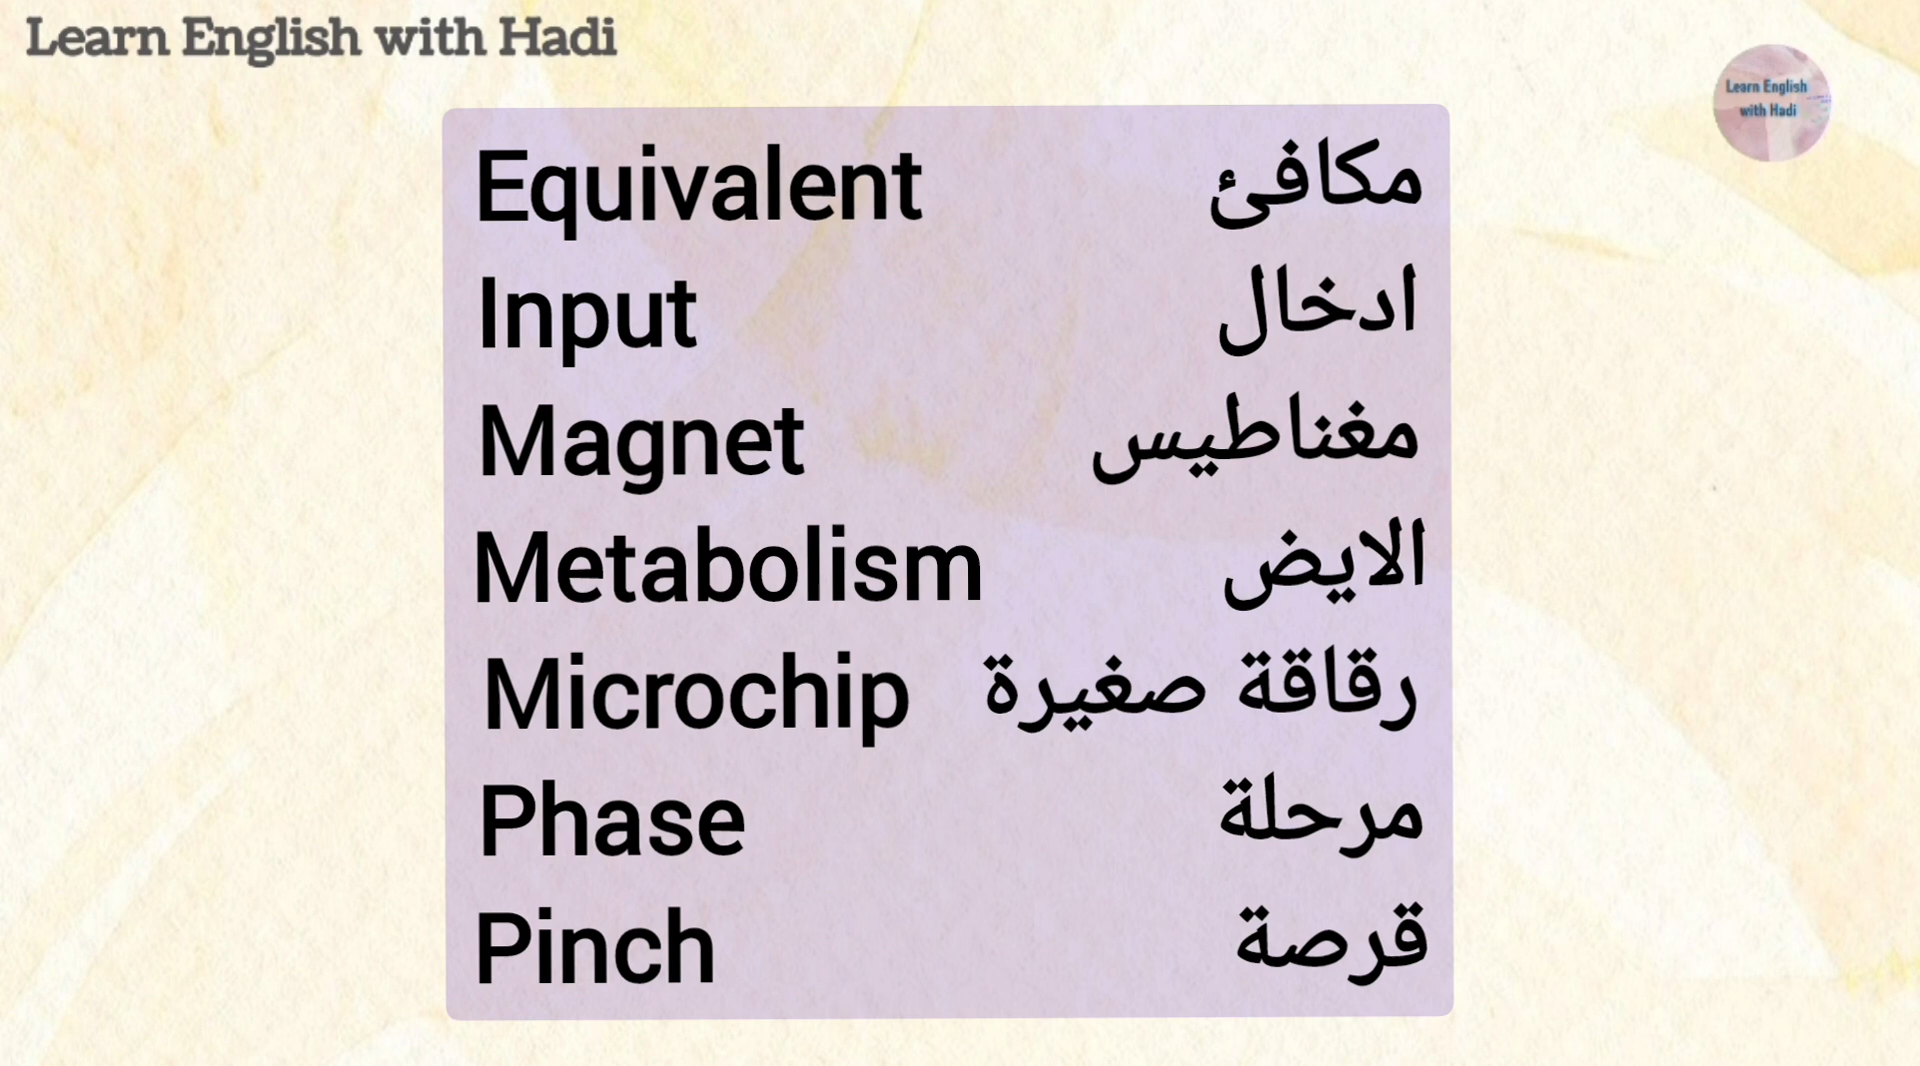 Learn English with Hadi
Learn English
with Hadi
Equivalent مكافئ
Input ادخال
Magnet مغناطيس
Metabolism الايض
Microchip رقاقة صغيرة
Phase مرحلة
Pinch قرصة